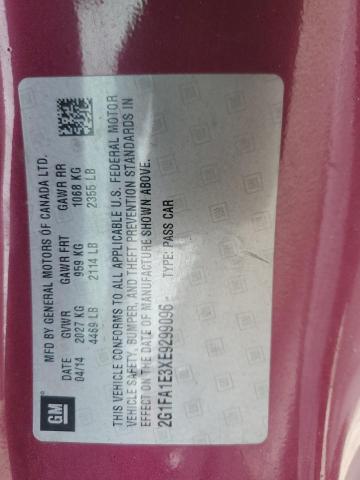 GM
MFD BY GENERAL MOTORS OF CANADA LTD.
DATE GVWR GAWR FRT GAWR RR
04/14 2027 KG 959 KG 1068 KG
4469 LB 2114 LB 2355 LB
THIS VEHICLE CONFORMS TO ALL APPLICABLE U.S. FEDERAL MOTOR
VEHICLE SAFETY, BUMPER, AND THEFT PREVENTION STANDARDS IN
EFFECT ON THE DATE OF MANUFACTURE SHOWN ABOVE.
2G1FA1E3XE9299096 TYPE: PASS CAR